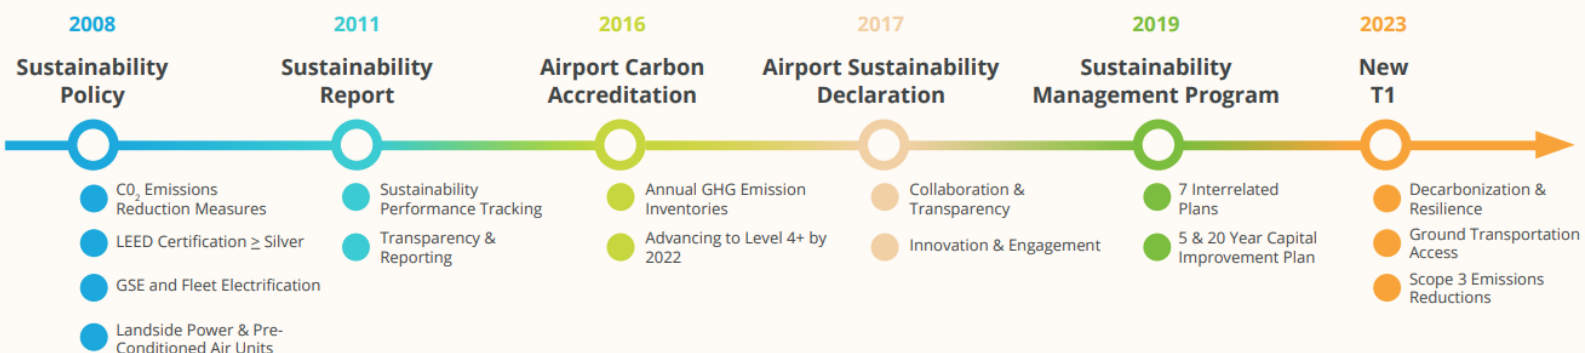 2008
Sustainability
Policy
C0₂ Emissions
Reduction Measures
LEED Certification ≥ Silver
GSE and Fleet Electrification
Landside Power & Pre-
Conditioned Air Units
2011
Sustainability
Report
Sustainability
Performance Tracking
Transparency &
Reporting
2016
Airport Carbon
Accreditation
Annual GHG Emission
Inventories
Advancing to Level 4+ by
2022
2017
Airport Sustainability
Declaration
Collaboration &
Transparency
Innovation & Engagement
2019
Sustainability
Management Program
7 Interrelated
Plans
5 & 20 Year Capital
Improvement Plan
2023
New
T1
Decarbonization &
Resilience
Ground Transportation
Access
Scope 3 Emissions
Reductions